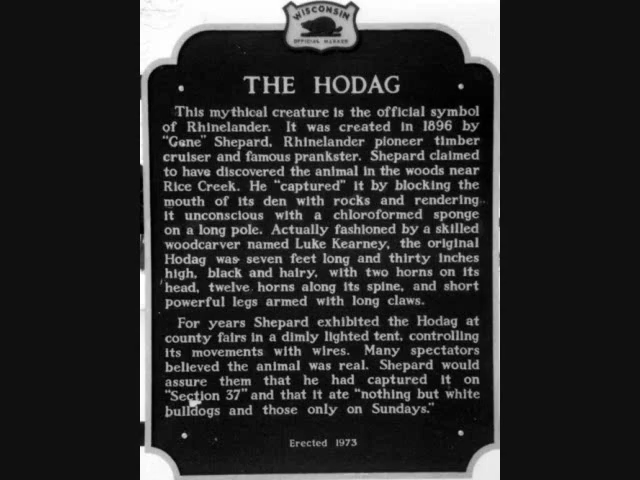 WISCONSIN
OFFICIAL MARKER
THE HODAG
This mythical creature is the official symbol
of Rhinelander. It was created in 1896 by
"Gene" Shepard, Rhinelander pioneer timber
cruiser and famous prankster. Shepard claimed
to have discovered the animal in the woods near
Rice Creek. He "captured" it by blocking the
mouth of its den with rocks and rendering
it unconscious with a chloroformed sponge
on a long pole. Actually fashioned by a skilled
woodcarver named Luke Kearney, the original
Hodag was seven feet long and thirty inches
high, black and hairy, with two horns on its
head, twelve horns along its spine, and short
powerful legs armed with long claws.
For years Shepard exhibited the Hodag at
county fairs in a dimly lighted tent, controlling
its movements with wires. Many spectators
believed the animal was real. Shepard would
assure them that he had captured it on
"Section 37" and that it ate "nothing but white
bulldogs and those only on Sundays."
Erected 1973